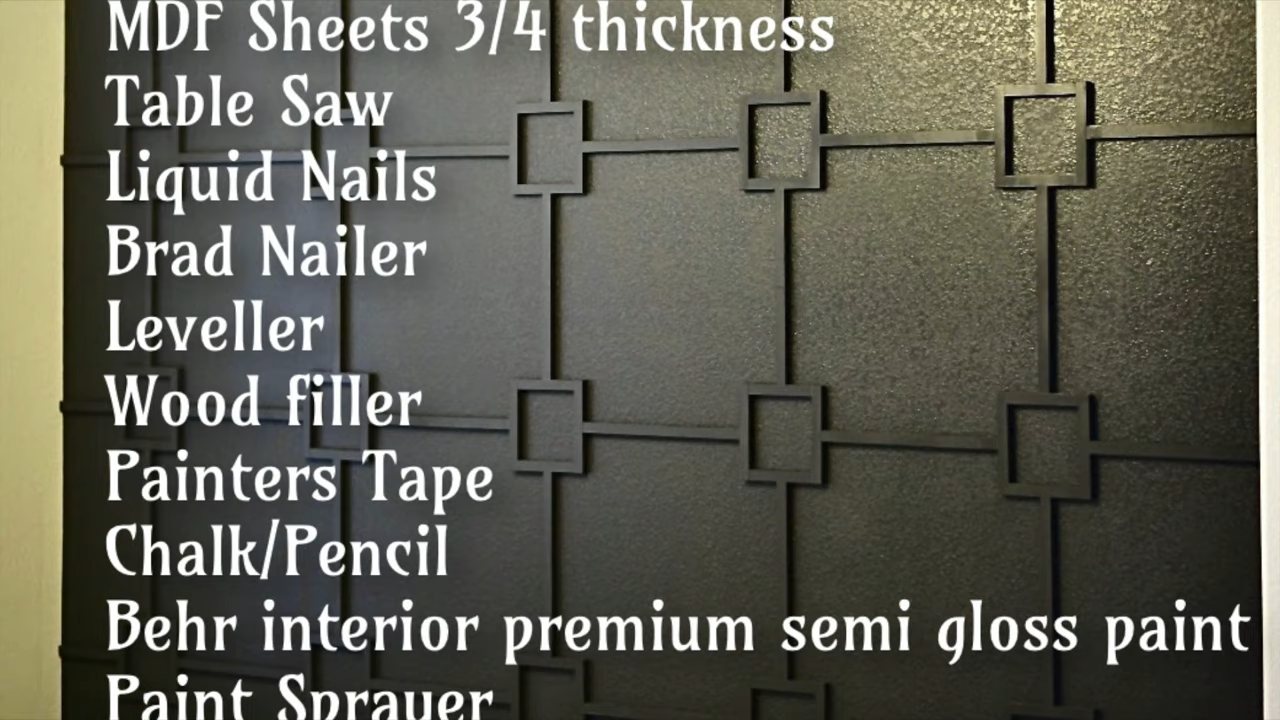 MDF Sheets 3/4 thickness
Table Saw
Liquid Nails
Brad Nailer
Leveller
Wood filler
Painters Tape
Chalk/Pencil
Behr interior premium semi gloss paint
Paint Sprayer